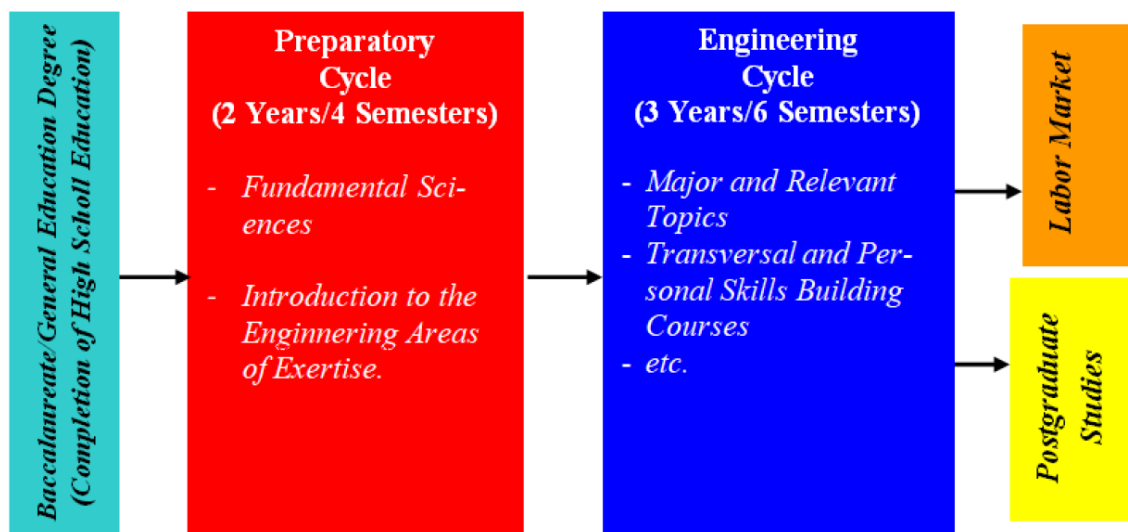 Baccalaureate/General Education Degree
(Completion of High Scholl Education)
Preparatory
Cycle
(2 Years/4 Semesters)
- Fundamental Sci-
ences
- Introduction to the
Enginnering Areas
of Exertise.
Engineering
Cycle
(3 Years/6 Semesters)
- Major and Relevant
Topics
- Transversal and Per-
sonal Skills Building
Courses
- etc.
Labor Market
Postgraduate
Studies